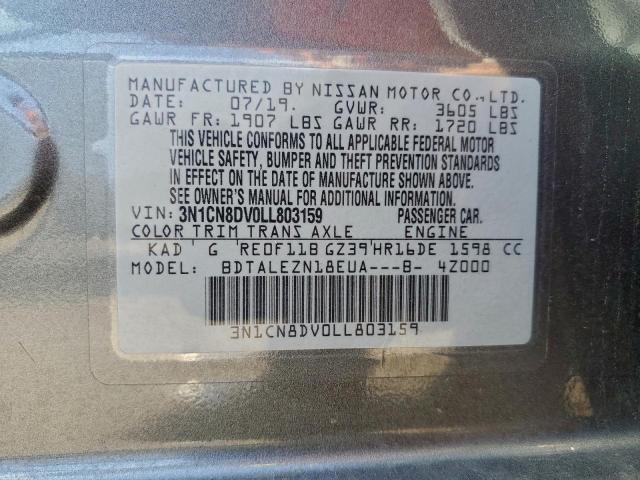 MANUFACTURED BY NISSAN MOTOR CO., LTD.
DATE: 07/19. GVWR: 3605 LBS
GAWR FR: 1907 LBS GAWR RR: 1720 LBS
THIS VEHICLE CONFORMS TO ALL APPLICABLE FEDERAL MOTOR
VEHICLE SAFETY, BUMPER AND THEFT PREVENTION STANDARDS
IN EFFECT ON THE DATE OF MANUFACTURE SHOWN ABOVE.
SEE OWNER'S MANUAL FOR ADDITIONAL INFORMATION.
VIN: 3N1CN8DV0LL803159 PASSENGER CAR.
COLOR TRIM TRANS AXLE ENGINE
KAD G RE0F11B GZ39 HR16DE 1598 CC
MODEL: BDTALEZN18EUA---B- 4Z000
3N1CN8DV0LL803159